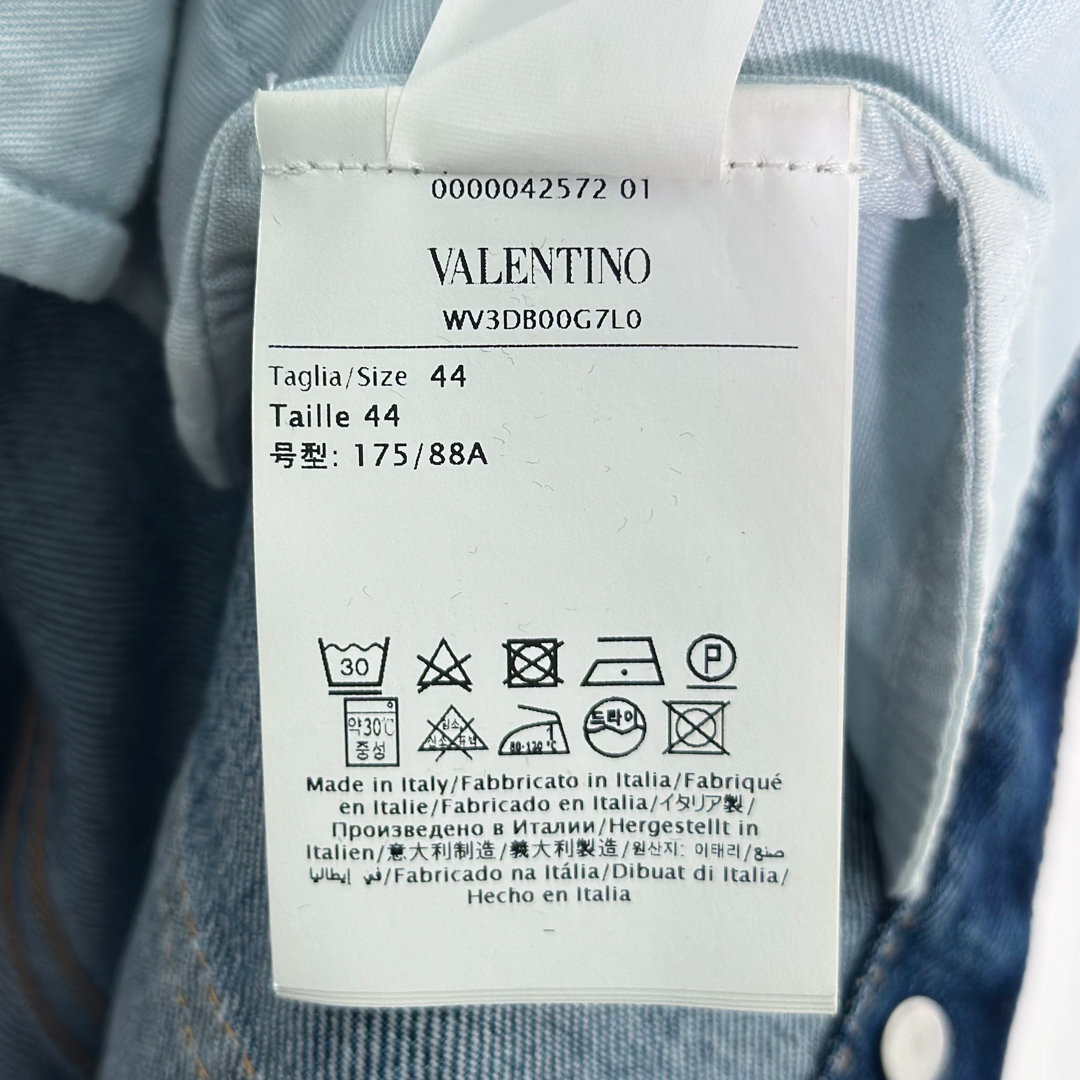 0000042572 01
VALENTINO
WV3DB00G7L0
Taglia/Size 44
Taille 44
号型: 175/88A
30
P
약30℃
중성
드라이
80-120℃
Made in Italy/Fabbricato in Italia/Fabriqué
en Italie/Fabricado en Italia/イタリア製/
Произведено в Италии/Hergestellt in
Italien/意大利制造/義大利製造/원산지: 이태리/صنع
في إيطاليا/Fabricado na Itália/Dibuat di Italia/
Hecho en Italia